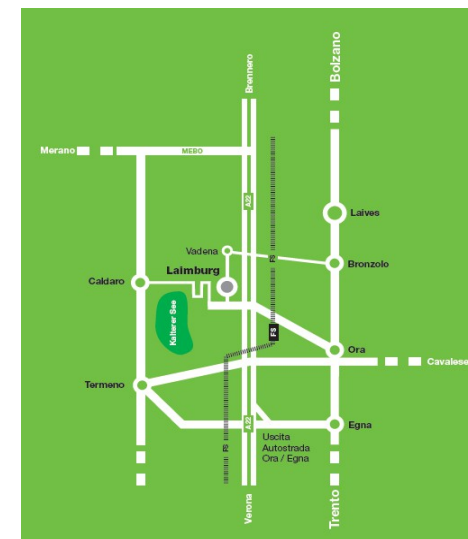 Bolzano
Brennero
Merano
MEBO
A22
Laives
Vadena
FS
Bronzolo
Laimburg
Caldaro
Kalterer See
FS
Ora
Cavalese
Termeno
Egna
A22
FS
Uscita
Autostrada
Ora / Egna
Verona
Trento